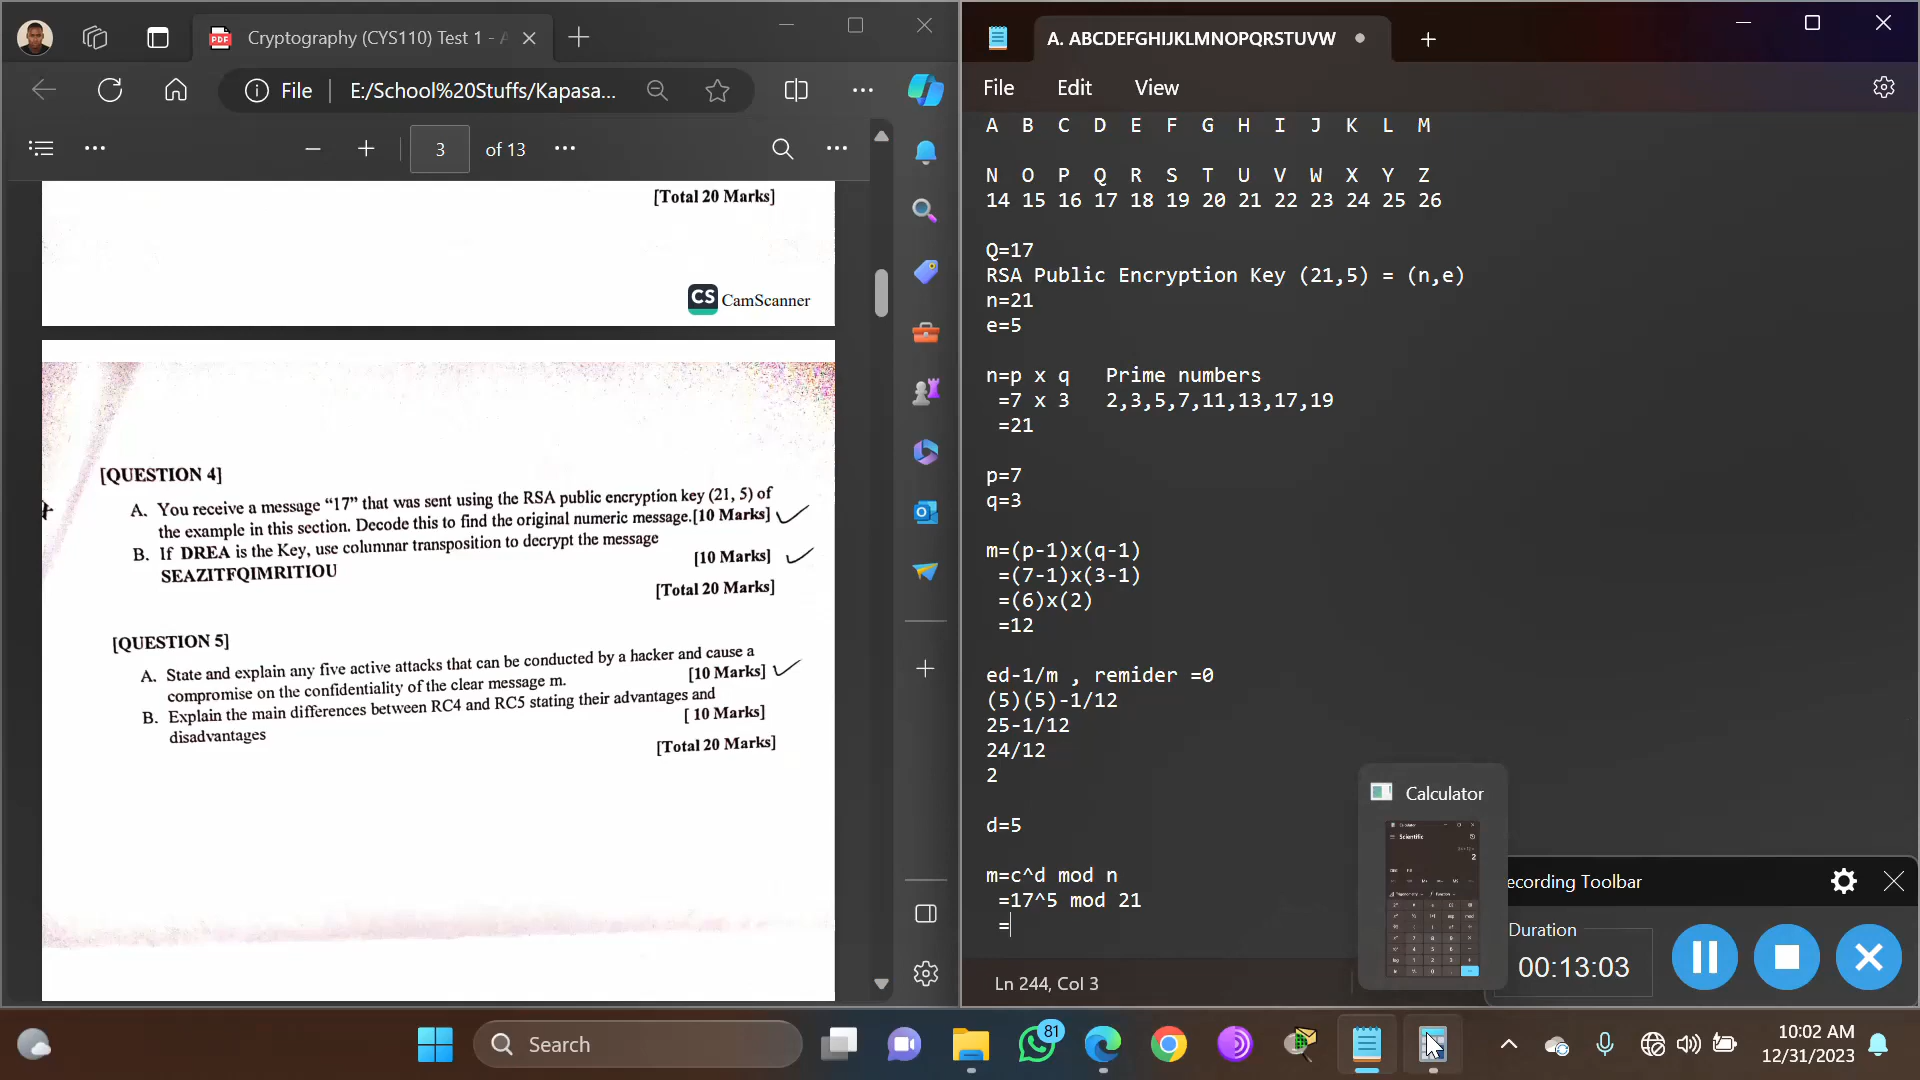 Cryptography (CYS110) Test 1 -
File
E:/School%20Stuffs/Kapasa...
3
of 13
[Total 20 Marks]
CS CamScanner
[QUESTION 4]
A. You receive a message “17” that was sent using the RSA public encryption key (21, 5) of
the example in this section. Decode this to find the original numeric message.[10 Marks]
B. If DREA is the Key, use columnar transposition to decrypt the message
[10 Marks]
SEAZITFQIMRITIOU
[Total 20 Marks]
[QUESTION 5]
A. State and explain any five active attacks that can be conducted by a hacker and cause a
compromise on the confidentiality of the clear message m.
[10 Marks]
B. Explain the main differences between RC4 and RC5 stating their advantages and
disadvantages
[ 10 Marks]
[Total 20 Marks]
A. ABCDEFGHIJKLMNOPQRSTUVW
File Edit View
A B C D E F G H I J K L M
N O P Q R S T U V W X Y Z
14 15 16 17 18 19 20 21 22 23 24 25 26
Q=17
RSA Public Encryption Key (21,5) = (n,e)
n=21
e=5
n=p x q Prime numbers
=7 x 3 2,3,5,7,11,13,17,19
=21
p=7
q=3
m=(p-1)x(q-1)
=(7-1)x(3-1)
=(6)x(2)
=12
ed-1/m , remider =0
(5)(5)-1/12
25-1/12
24/12
2
d=5
m=c^d mod n
=17^5 mod 21
=
Ln 244, Col 3
Calculator
Scientific
2
ecording Toolbar
Duration
00:13:03
Search
81
10:02 AM
12/31/2023